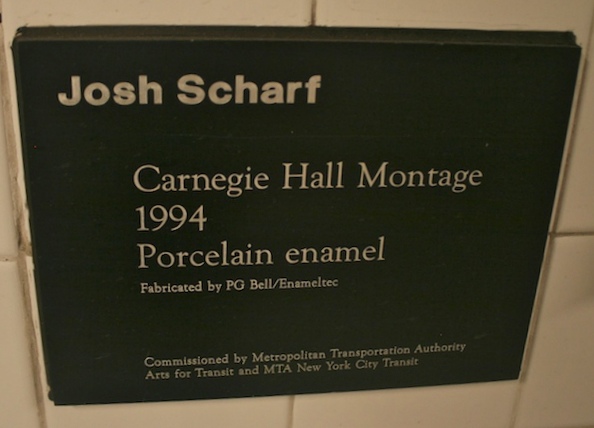 Josh Scharf
Carnegie Hall Montage
1994
Porcelain enamel
Fabricated by PG Bell/Enameltec
Commissioned by Metropolitan Transportation Authority
Arts for Transit and MTA New York City Transit